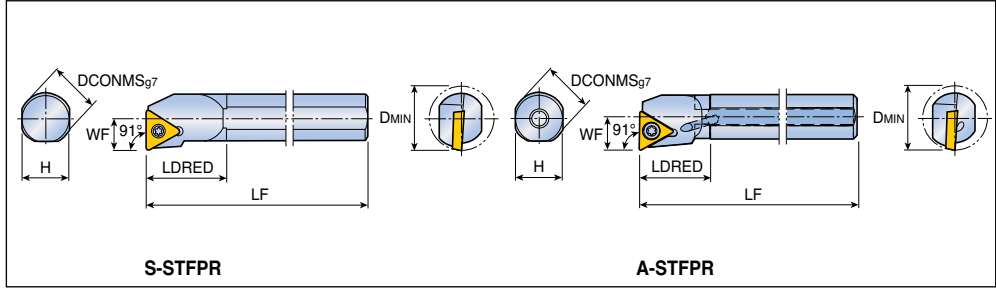 DCONMSg7
WF
91°
H
LDRED
LF
DMIN
S-STFPR
DCONMSg7
WF
91°
H
LDRED
LF
DMIN
A-STFPR